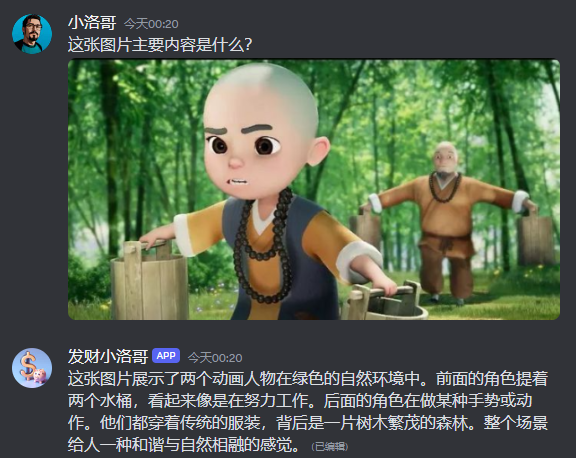 小洛哥 今天00:20
这张图片主要内容是什么？
发财小洛哥 APP 今天00:20
这张图片展示了两个动画人物在绿色的自然环境中。前面的角色提着
两个水桶，看起来像是在努力工作。后面的角色在做某种手势或动
作。他们都穿着传统的服装，背后是一片树木繁茂的森林。整个场景
给人一种和谐与自然相融的感觉。 (已编辑)